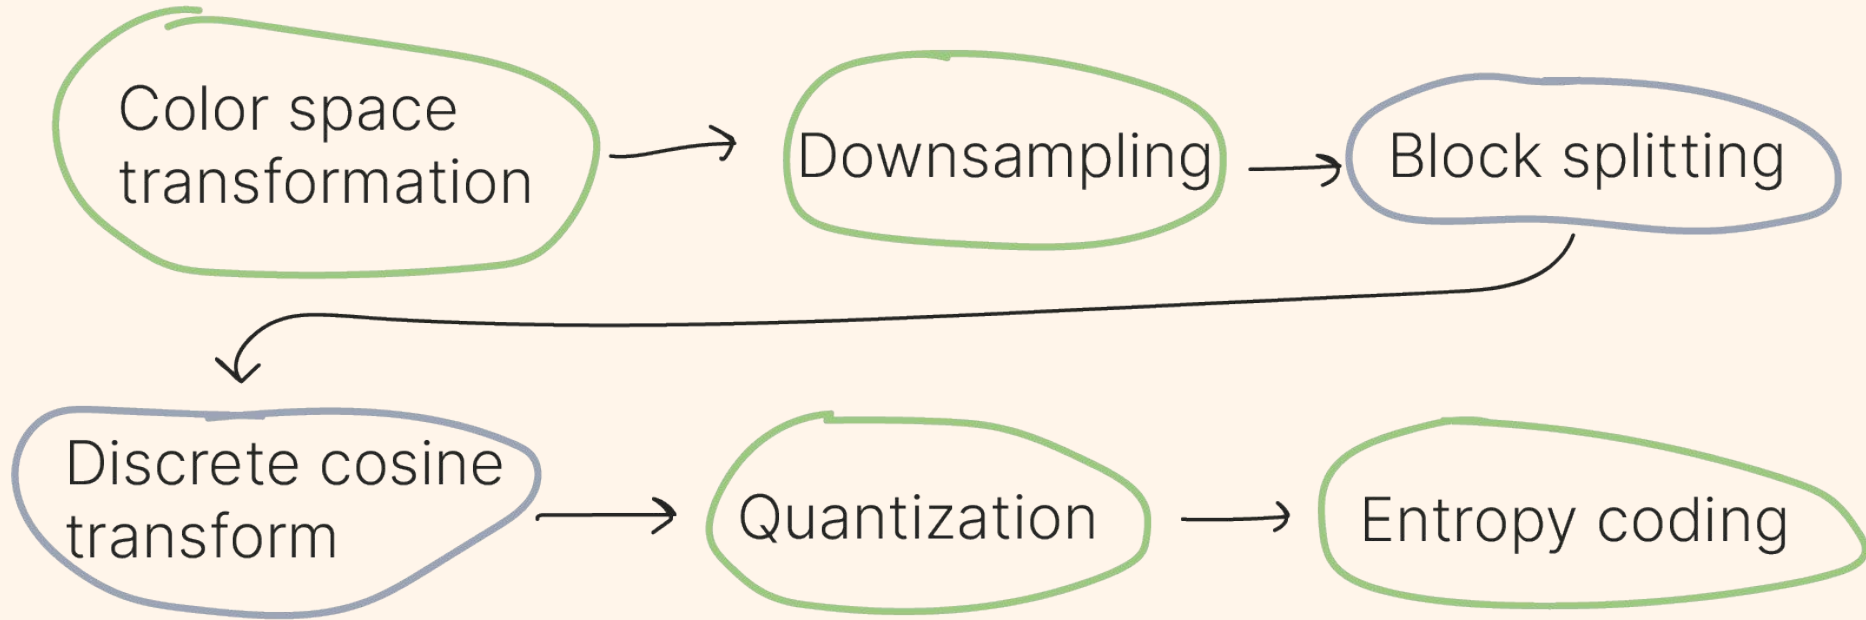 Color space
transformation
Downsampling
Block splitting
Discrete cosine
transform
Quantization
Entropy coding